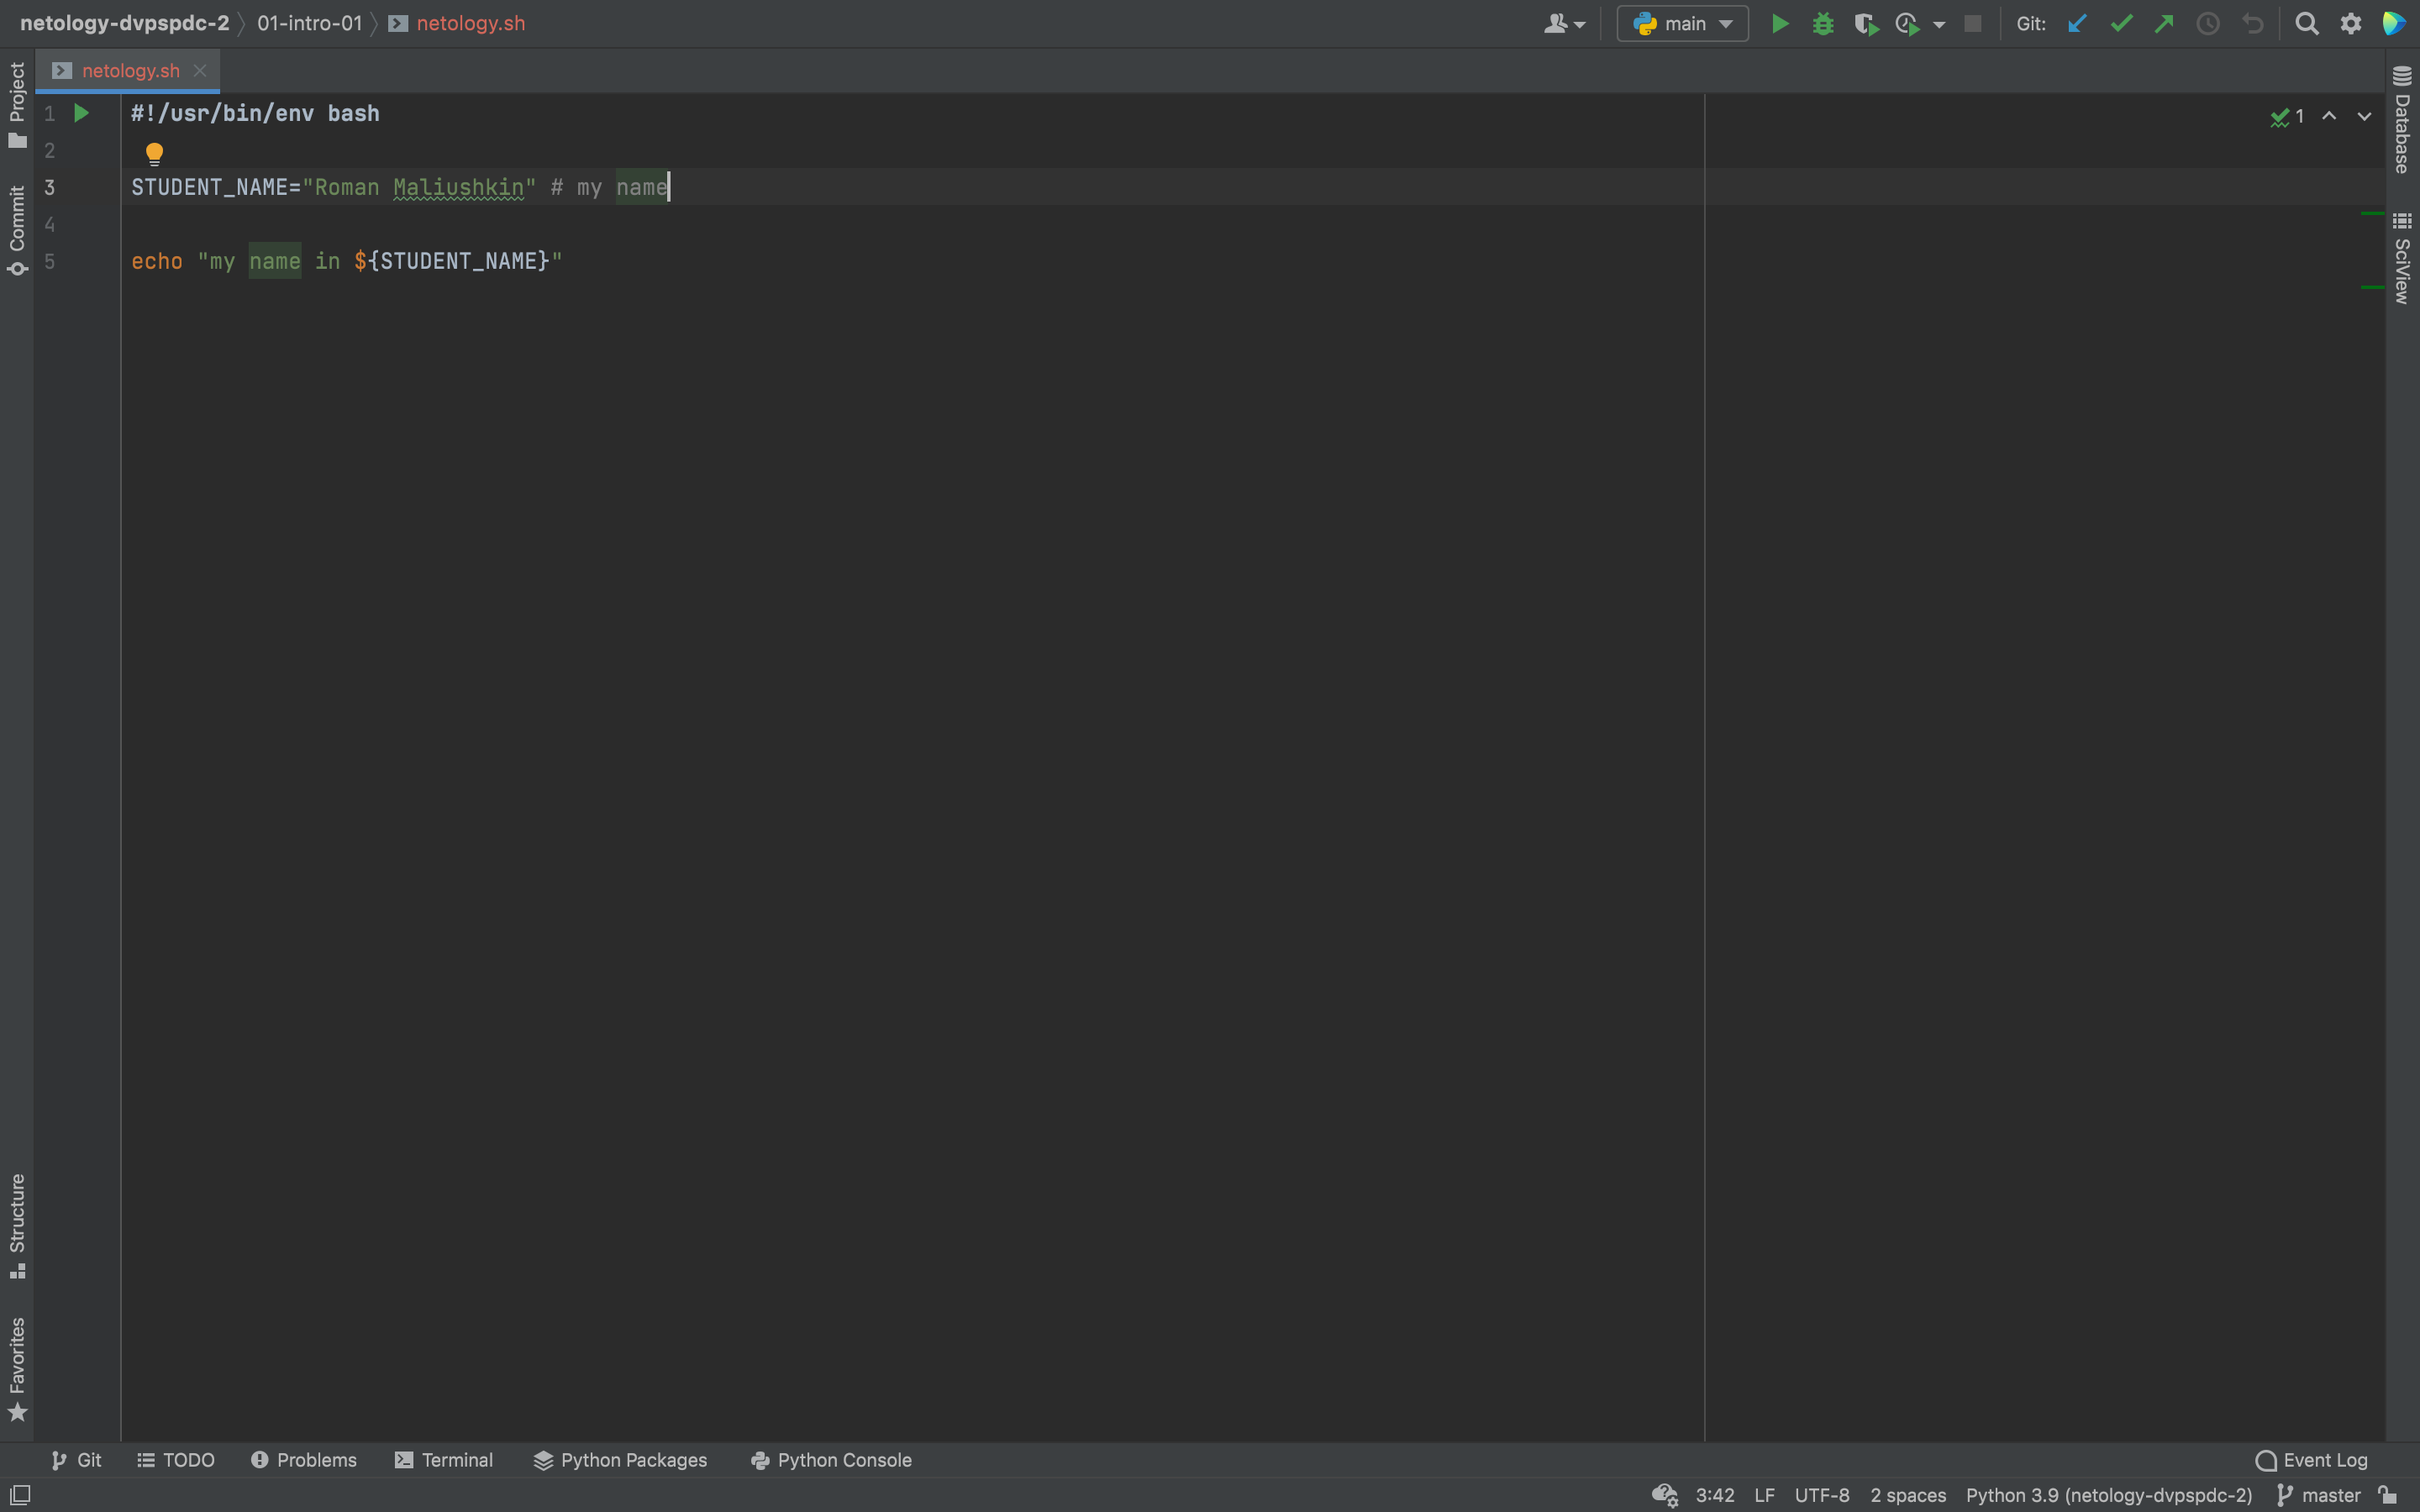 netology-dvpspdc-2 01-intro-01 netology.sh
main Git:
netology.sh
Project
Commit
Structure
Favorites
1 #!/usr/bin/env bash
2
3 STUDENT_NAME="Roman Maliushkin" # my name
4
5 echo "my name in ${STUDENT_NAME}"
1
Database
SciView
Git TODO Problems Terminal Python Packages Python Console Event Log
3:42 LF UTF-8 2 spaces Python 3.9 (netology-dvpspdc-2) master